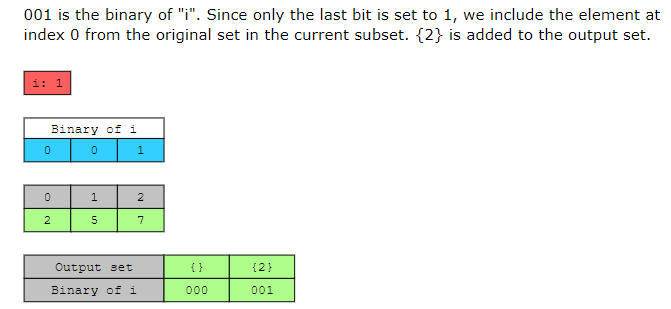 001 is the binary of "i". Since only the last bit is set to 1, we include the element at
index 0 from the original set in the current subset. {2} is added to the output set.
i: 1
Binary of i
0 0 1
0 1 2
2 5 7
Output set {} {2}
Binary of i 000 001